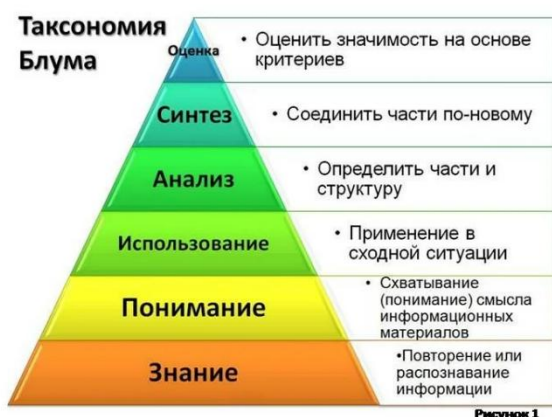 Таксономия
Блума
Оценка
• Оценить значимость на основе
критериев
Синтез
• Соединить части по-новому
Анализ
• Определить части и
структуру
Использование
• Применение в
сходной ситуации
Понимание
• Схватывание
(понимание) смысла
информационных
материалов
Знание
•Повторение или
распознавание
информации
Рисунок 1